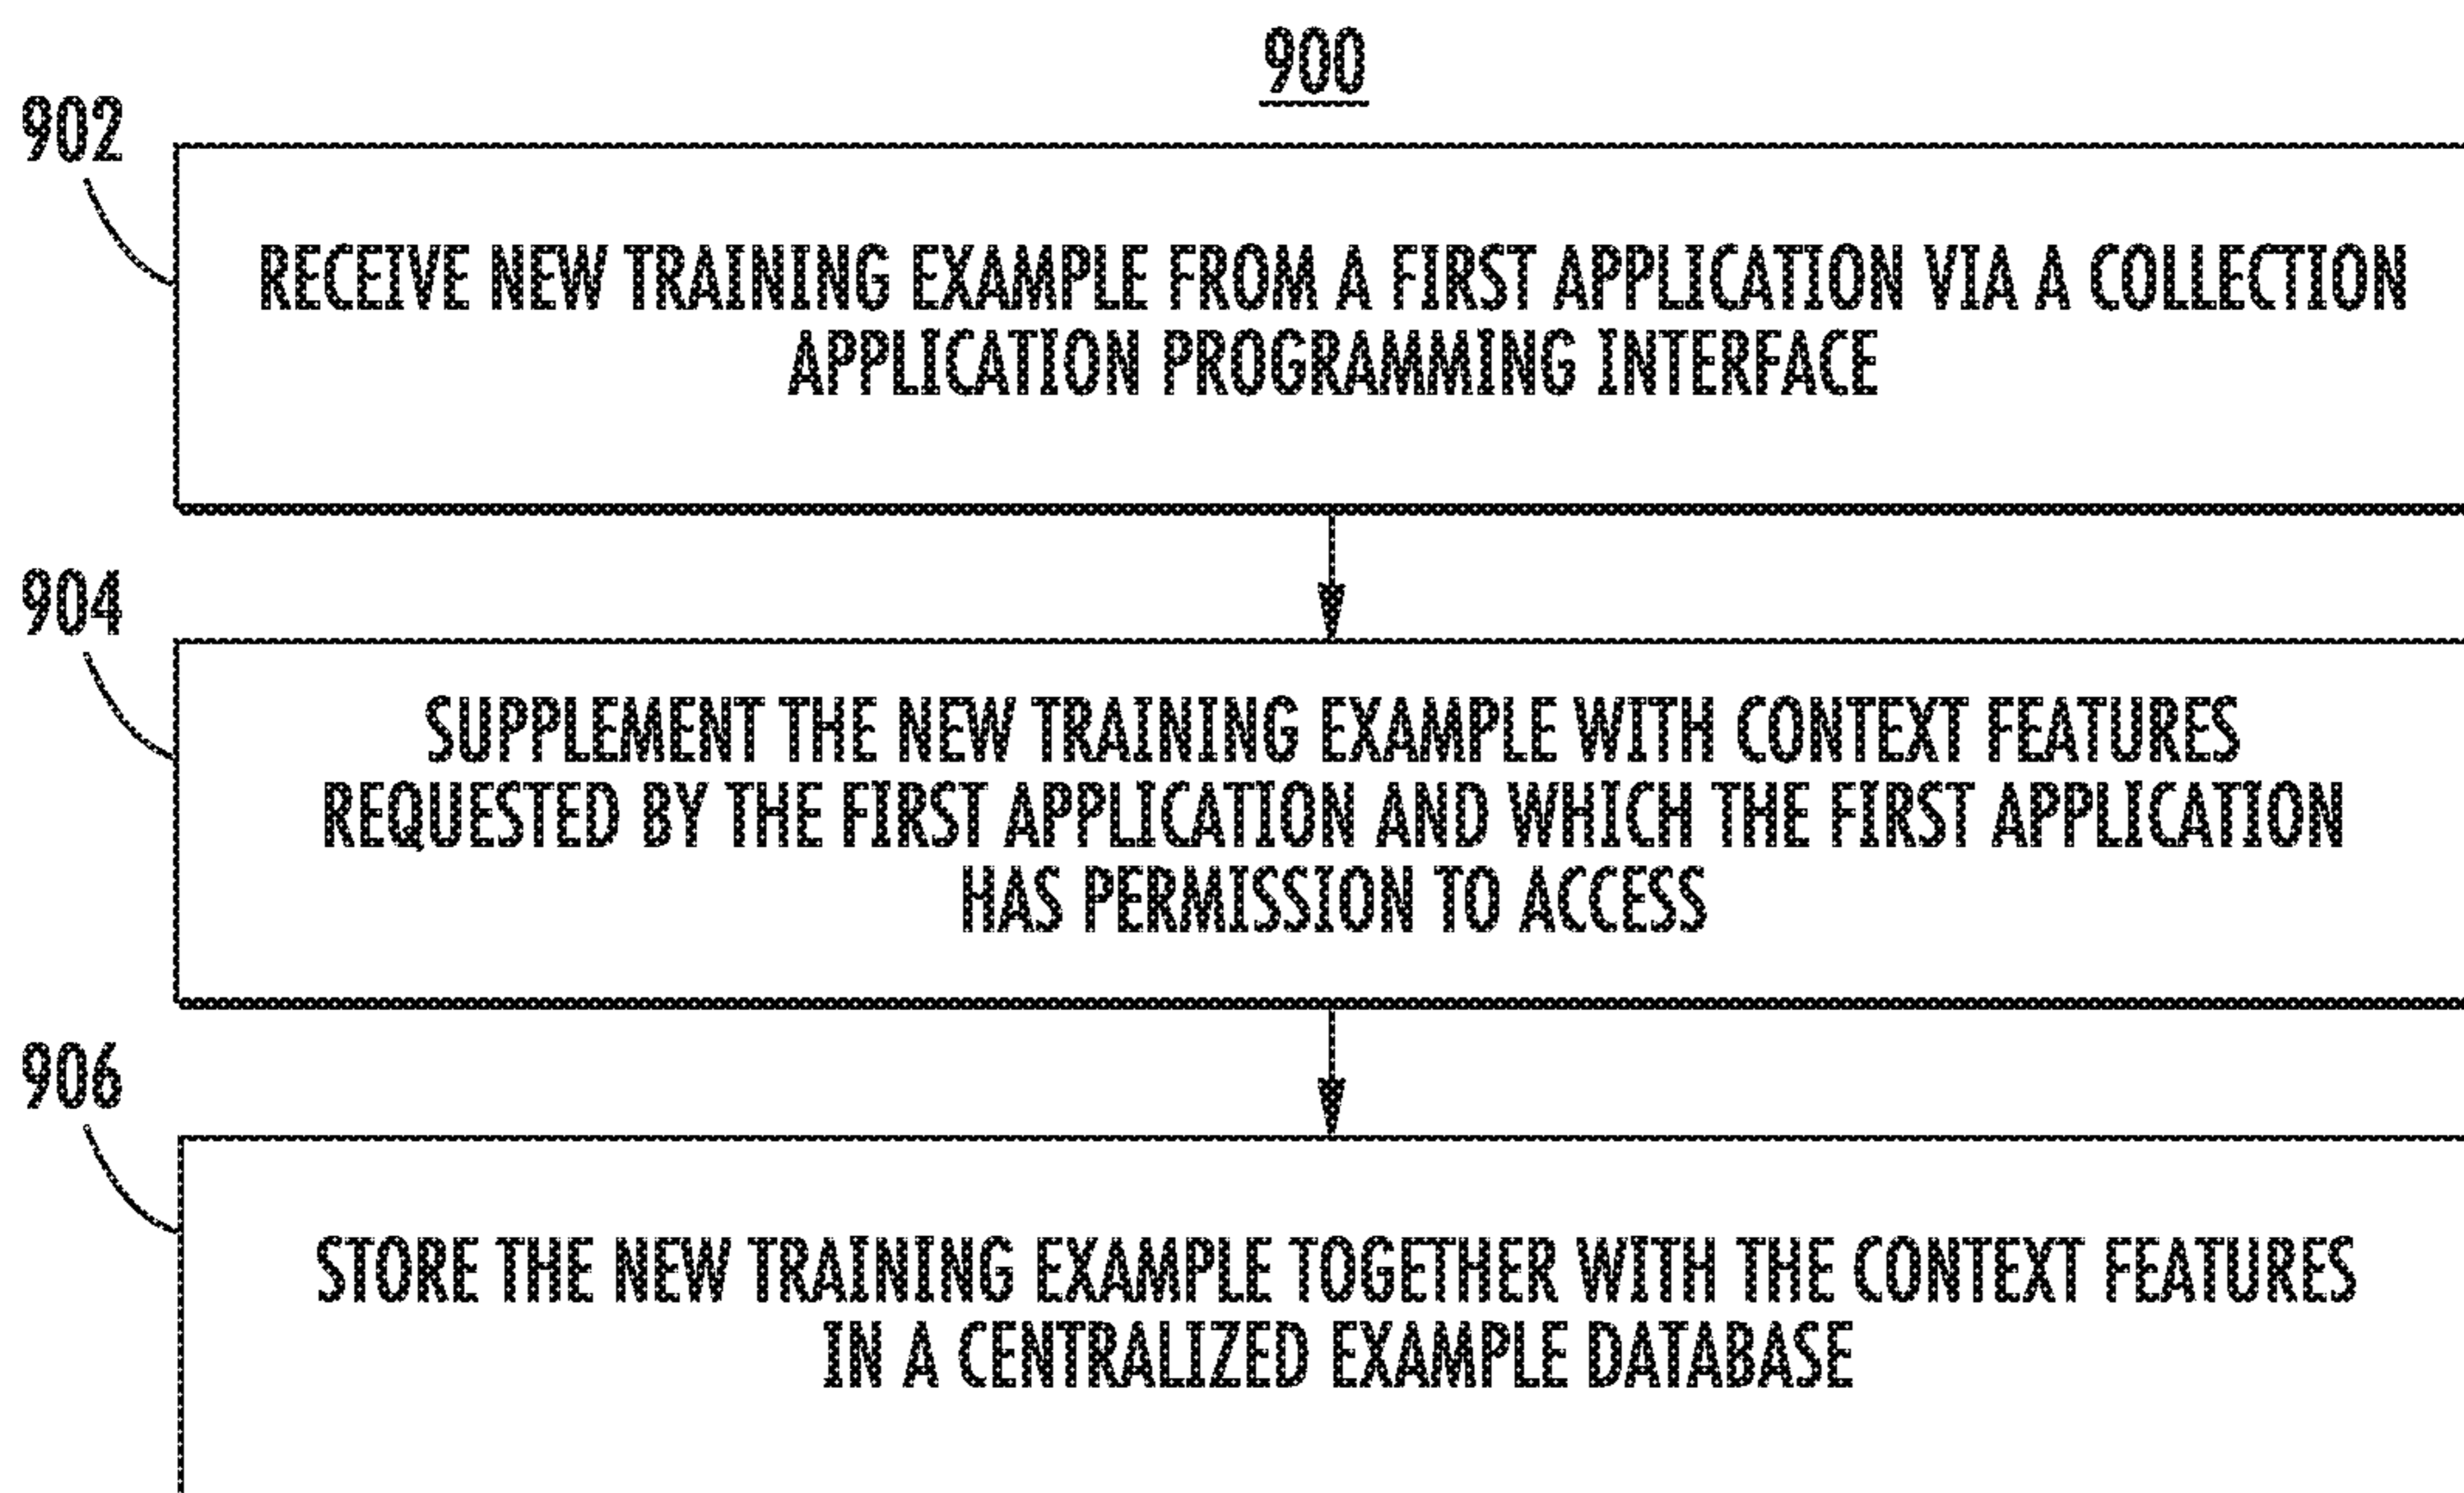 900
902
RECEIVE NEW TRAINING EXAMPLE FROM A FIRST APPLICATION VIA A COLLECTION
APPLICATION PROGRAMMING INTERFACE
904
SUPPLEMENT THE NEW TRAINING EXAMPLE WITH CONTEXT FEATURES
REQUESTED BY THE FIRST APPLICATION AND WHICH THE FIRST APPLICATION
HAS PERMISSION TO ACCESS
906
STORE THE NEW TRAINING EXAMPLE TOGETHER WITH THE CONTEXT FEATURES
IN A CENTRALIZED EXAMPLE DATABASE